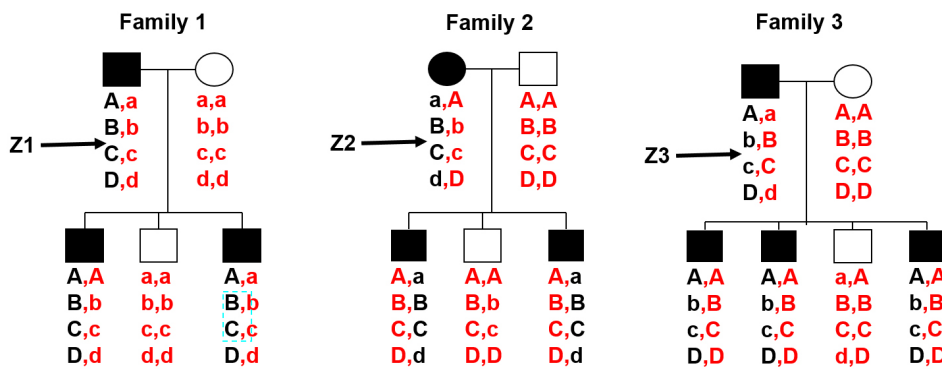 Family 1
A,a
B,b
C,c
D,d
a,a
b,b
c,c
d,d
Z1
A,A
B,b
C,c
D,d
a,a
b,b
c,c
d,d
A,a
B,b
C,c
D,d
Family 2
a,A
B,b
C,c
d,D
A,A
B,B
C,C
D,D
Z2
A,a
B,B
C,C
D,d
A,A
B,b
C,c
D,D
A,a
B,B
C,C
D,d
Family 3
A,a
b,B
c,C
D,d
A,A
B,B
C,C
D,D
Z3
A,A
b,B
c,C
D,D
A,A
b,B
c,C
D,D
a,A
B,B
C,C
d,D
A,A
b,B
c,C
D,D